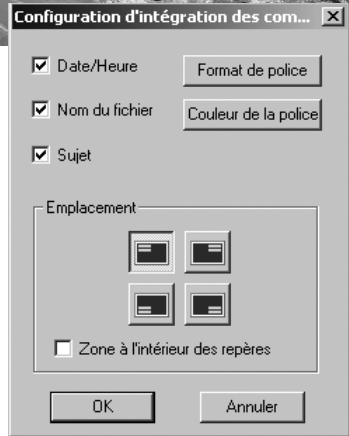 Configuration d'intégration des com...
Date/Heure
Format de police
Nom du fichier
Couleur de la police
Sujet
Emplacement
Zone à l'intérieur des repères
OK
Annuler